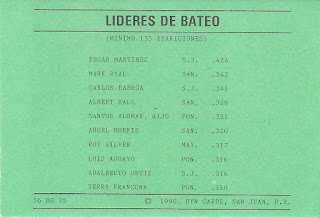 LIDERES DE BATEO
(MINIMO 135 APARICIONES)
EDGAR MARTINEZ S.J. .424
MARK RYAL SAN. .342
CARLOS BAERGA S.J. .341
ALBERT HALL SAN. .326
SANTOS ALOMAR, HIJO PON. .322
ANGEL MORRIS SAN. .320
ROY SILVER MAY. .317
LUIS AGUAYO PON. .316
ADALBERTO ORTIZ S.J. .316
TERRY FRANCONA PON. .310
56 DE 75 © 1990, BYN CARDS, SAN JUAN, P.R.